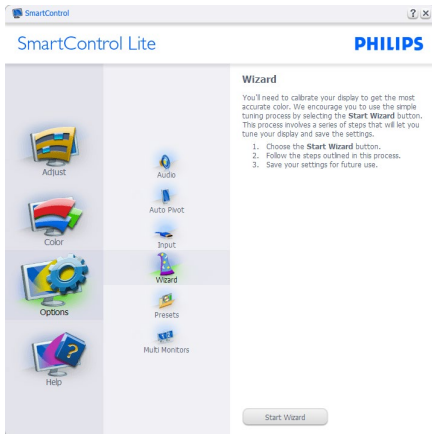 SmartControl
SmartControl Lite
PHILIPS
Adjust
Color
Options
Help
Audio
Auto Pivot
Input
Wizard
Presets
Multi Monitors
Wizard
You'll need to calibrate your display to get the most
accurate color. We encourage you to use the simple
tuning process by selecting the Start Wizard button.
This process involves a series of steps that will let you
tune your display and save the settings.
1. Choose the Start Wizard button.
2. Follow the steps outlined in this process.
3. Save your settings for future use.
Start Wizard